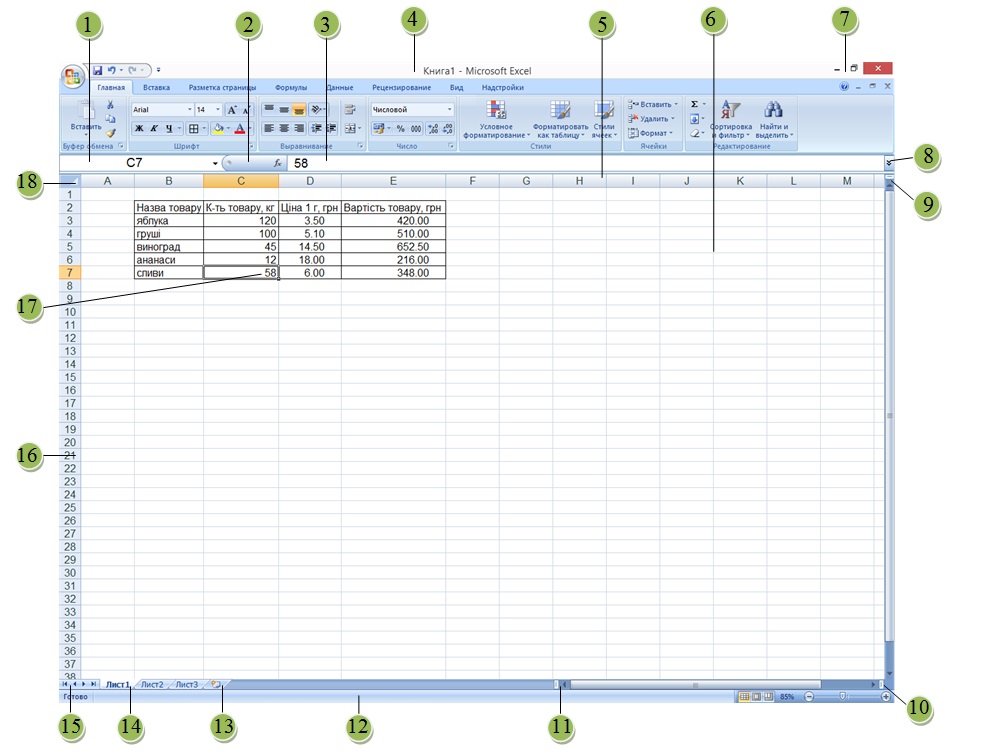 1 2 3 4 5 6 7
Книга1 - Microsoft Excel
Главная Вставка Разметка страницы Формулы Данные Рецензирование Вид Надстройки
Arial 14 А А Числовой Вставить Σ
Вставить Ж К Ч А % 000 Условное форматирование Форматировать как таблицу Стили ячеек Удалить Формат Сортировка и фильтр Найти и выделить
Буфер обмена Шрифт Выравнивание Число Стили Ячейки Редактирование
C7 fx 58 8
18 A B C D E F G H I J K L M
1
9
2 Назва товару К-ть товару, кг Ціна 1 г, грн Вартість товару, грн
3 яблука 120 3.50 420.00
4 груші 100 5.10 510.00
5 виноград 45 14.50 652.50
6 ананаси 12 18.00 216.00
7 сливи 58 6.00 348.00
8
17
9
10
11
12
13
14
15
16
17
18
19
20
16 21
22
23
24
25
26
27
28
29
30
31
32
33
34
35
36
37
38
Лист1 Лист2 Лист3
Готово 85%
10
15 14 13 12 11